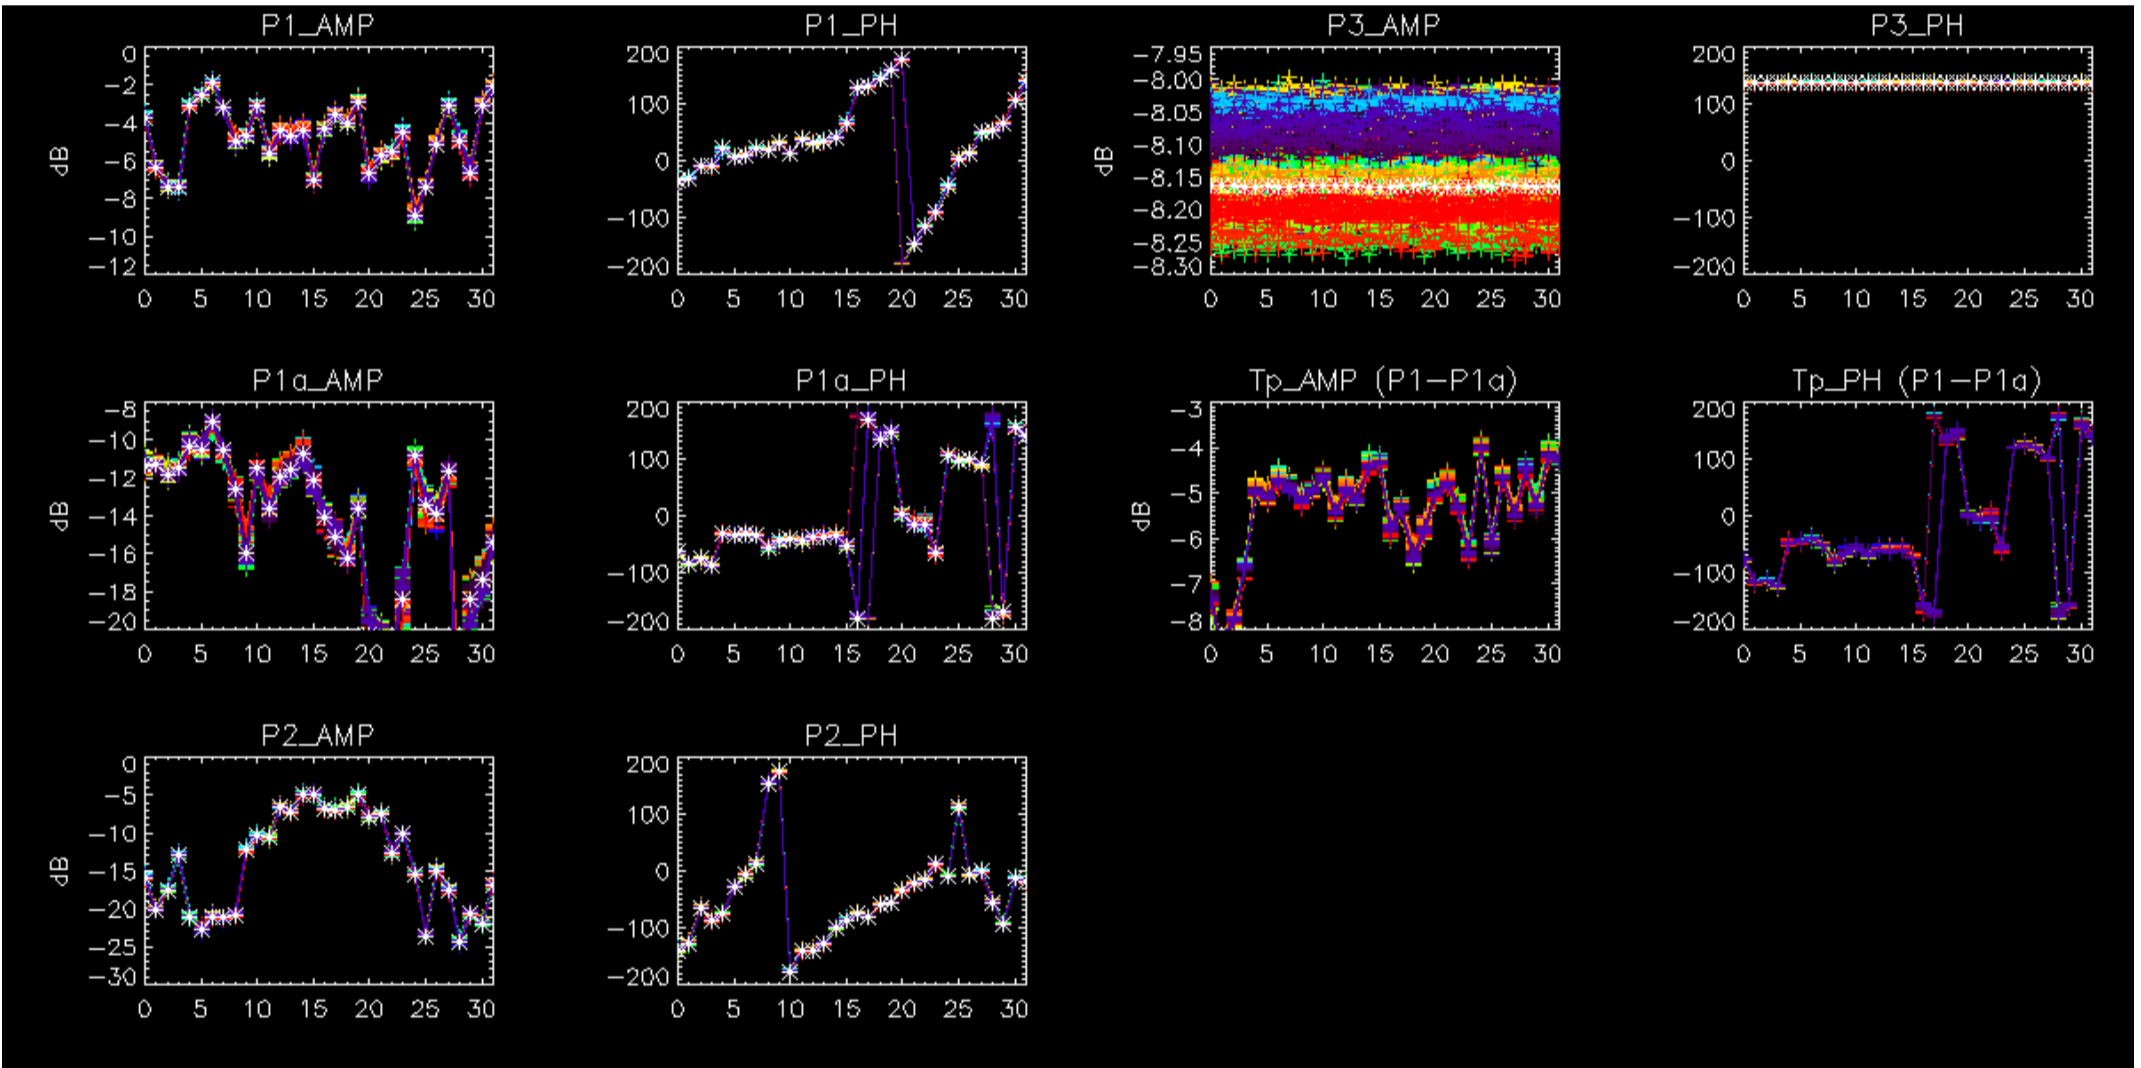 P1_AMP
0
−2
−4
−6
−8
−10
−12
dB
0 5 10 15 20 25 30
P1_PH
200
100
0
−100
−200
0 5 10 15 20 25 30
P3_AMP
−7.95
−8.00
−8.05
−8.10
−8.15
−8.20
−8.25
−8.30
dB
0 5 10 15 20 25 30
P3_PH
200
100
0
−100
−200
0 5 10 15 20 25 30
P1a_AMP
−8
−10
−12
−14
−16
−18
−20
dB
0 5 10 15 20 25 30
P1a_PH
200
100
0
−100
−200
0 5 10 15 20 25 30
Tp_AMP (P1−P1a)
−3
−4
−5
−6
−7
−8
dB
0 5 10 15 20 25 30
Tp_PH (P1−P1a)
200
100
0
−100
−200
0 5 10 15 20 25 30
P2_AMP
0
−5
−10
−15
−20
−25
−30
dB
0 5 10 15 20 25 30
P2_PH
200
100
0
−100
−200
0 5 10 15 20 25 30